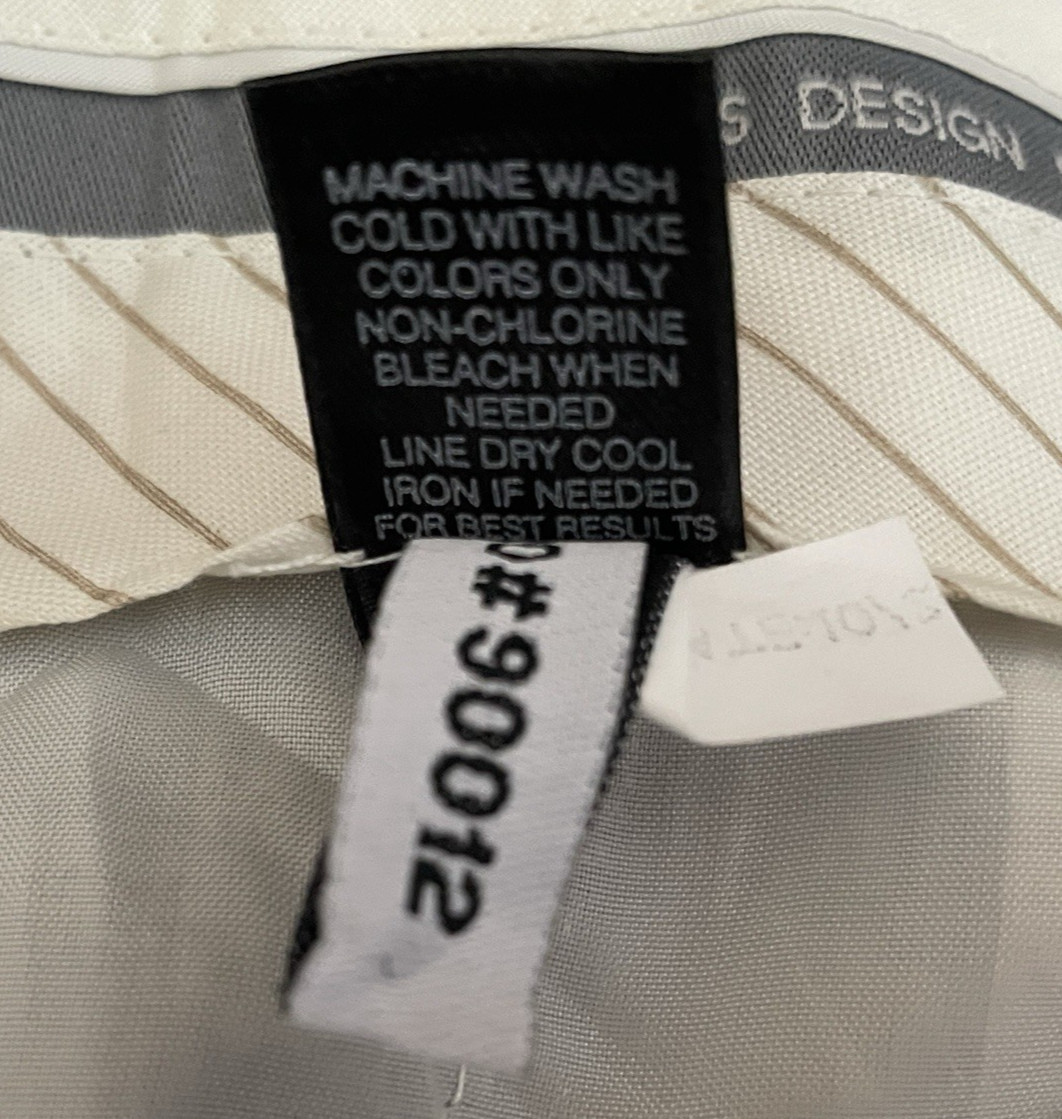 S DESIGN
MACHINE WASH
COLD WITH LIKE
COLORS ONLY
NON-CHLORINE
BLEACH WHEN
NEEDED
LINE DRY COOL
IRON IF NEEDED
FOR BEST RESULTS
O#90012